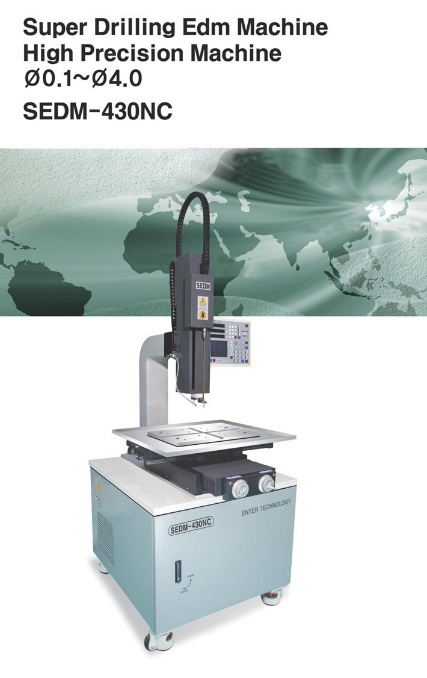 Super Drilling Edm Machine
High Precision Machine
Ø0.1~Ø4.0
SEDM-430NC
SEDM
SEDM-430NC
ENTER TECHNOLOGY